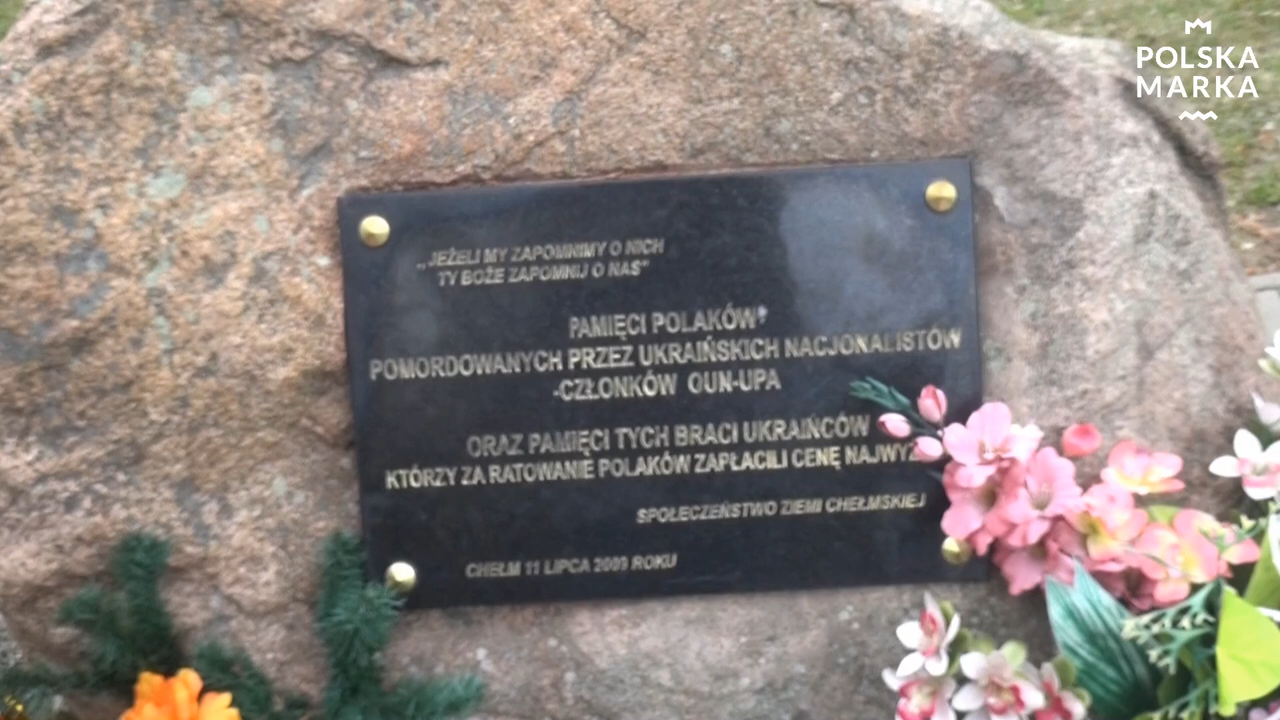 POLSKA
MARKA
„JEŻELI MY ZAPOMNIMY O NICH
TY BOŻE ZAPOMNIJ O NAS"
PAMIĘCI POLAKÓW
POMORDOWANYCH PRZEZ UKRAIŃSKICH NACJONALISTÓW
-CZŁONKÓW OUN-UPA
ORAZ PAMIĘCI TYCH BRACI UKRAIŃCÓW
KTÓRZY ZA RATOWANIE POLAKÓW ZAPŁACILI CENĘ
SPOŁECZEŃSTWO ZIEMI CHEŁMSKIEJ
CHEŁM 11 LIPCA 2009 ROKU